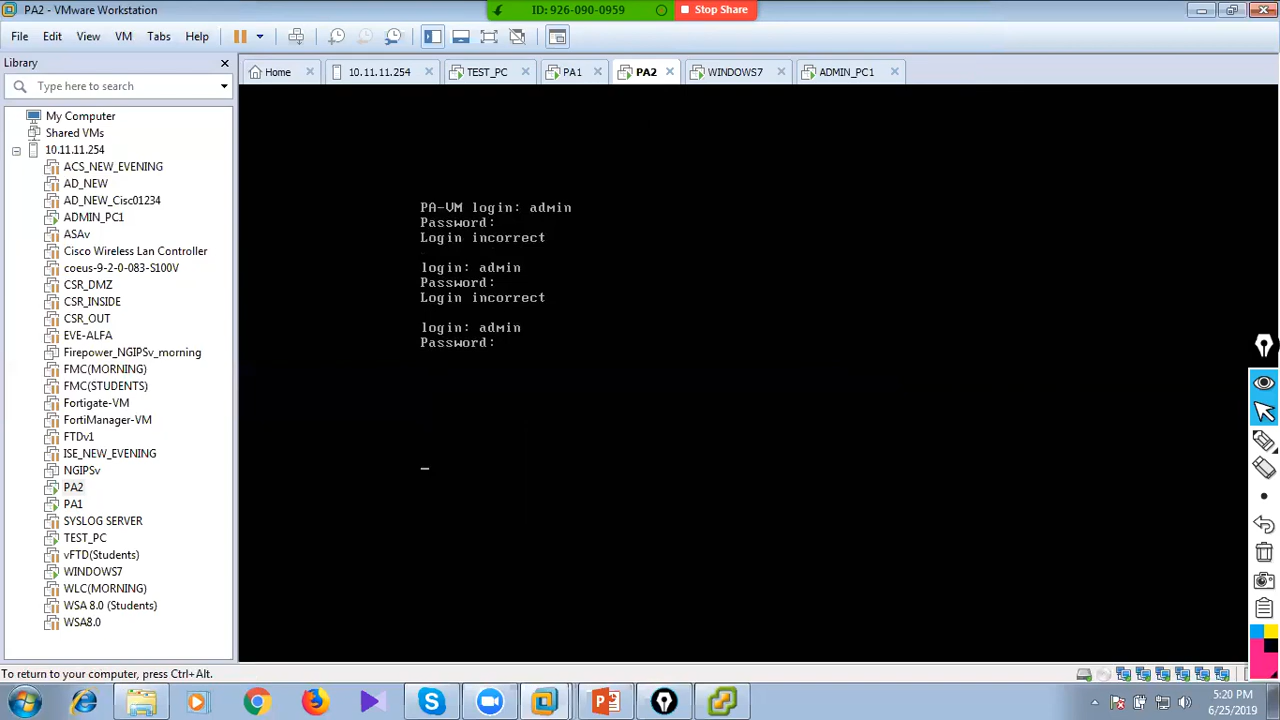 PA2 - VMware Workstation
ID: 926-090-0959
Stop Share
File Edit View VM Tabs Help
Library
Type here to search
Home
10.11.11.254
TEST_PC
PA1
PA2
WINDOWS7
ADMIN_PC1
My Computer
Shared VMs
10.11.11.254
ACS_NEW_EVENING
AD_NEW
AD_NEW_Cisco01234
ADMIN_PC1
ASAv
Cisco Wireless Lan Controller
coeus-9-2-0-083-S100V
CSR_DMZ
CSR_INSIDE
CSR_OUT
EVE-ALFA
Firepower_NGIPSv_morning
FMC(MORNING)
FMC(STUDENTS)
Fortigate-VM
FortiManager-VM
FTDv1
ISE_NEW_EVENING
NGIPSv
PA2
PA1
SYSLOG SERVER
TEST_PC
vFTD(Students)
WINDOWS7
WLC(MORNING)
WSA 8.0 (Students)
WSA8.0
PA-VM login: admin
Password:
Login incorrect
login: admin
Password:
Login incorrect
login: admin
Password:
To return to your computer, press Ctrl+Alt.
5:20 PM
6/25/2019